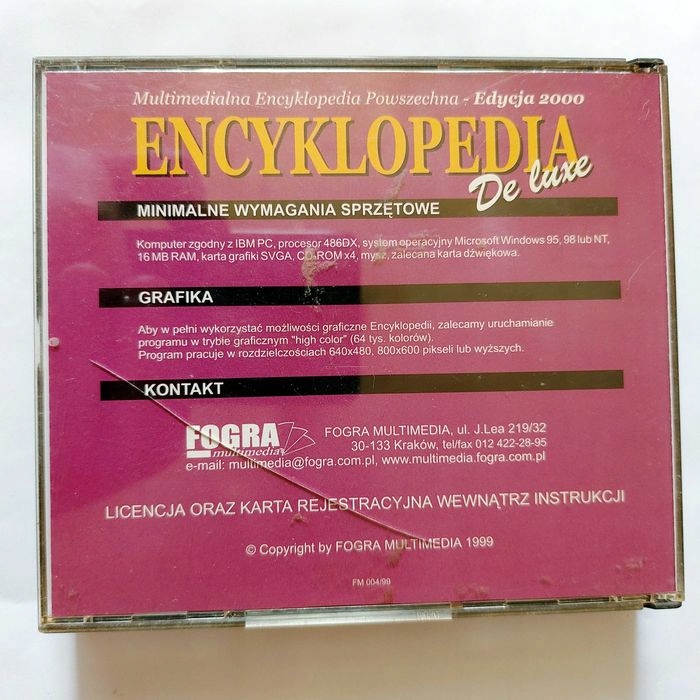 Multimedialna Encyklopedia Powszechna - Edycja 2000
ENCYKLOPEDIA
De luxe
MINIMALNE WYMAGANIA SPRZĘTOWE
Komputer zgodny z IBM PC, procesor 486DX, system operacyjny Microsoft Windows 95, 98 lub NT,
16 MB RAM, karta grafiki SVGA, CD-ROM x4, mysz, zalecana karta dźwiękowa.
GRAFIKA
Aby w pełni wykorzystać możliwości graficzne Encyklopedii, zalecamy uruchamianie
programu w trybie graficznym "high color" (64 tys. kolorów).
Program pracuje w rozdzielczościach 640x480, 800x600 pikseli lub wyższych.
KONTAKT
FOGRA
multimedia
FOGRA MULTIMEDIA, ul. J.Lea 219/32
30-133 Kraków, tel/fax 012 422-28-95
e-mail: multimedia@fogra.com.pl, www.multimedia.fogra.com.pl
LICENCJA ORAZ KARTA REJESTRACYJNA WEWNĄTRZ INSTRUKCJI
© Copyright by FOGRA MULTIMEDIA 1999
FM 004/99